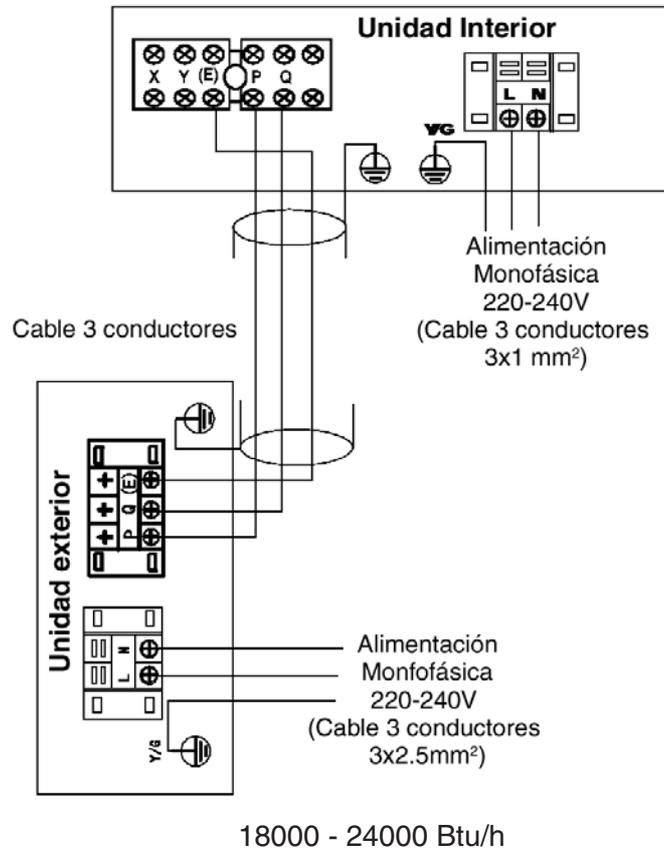 Unidad Interior
X Y (E) P Q
L N
Y/G
Alimentación
Monofásica
220-240V
(Cable 3 conductores
3x1 mm²)
Cable 3 conductores
Unidad exterior
(E)
Q
P
N
L
Y/G
Alimentación
Monfofásica
220-240V
(Cable 3 conductores
3x2.5mm²)
18000 - 24000 Btu/h